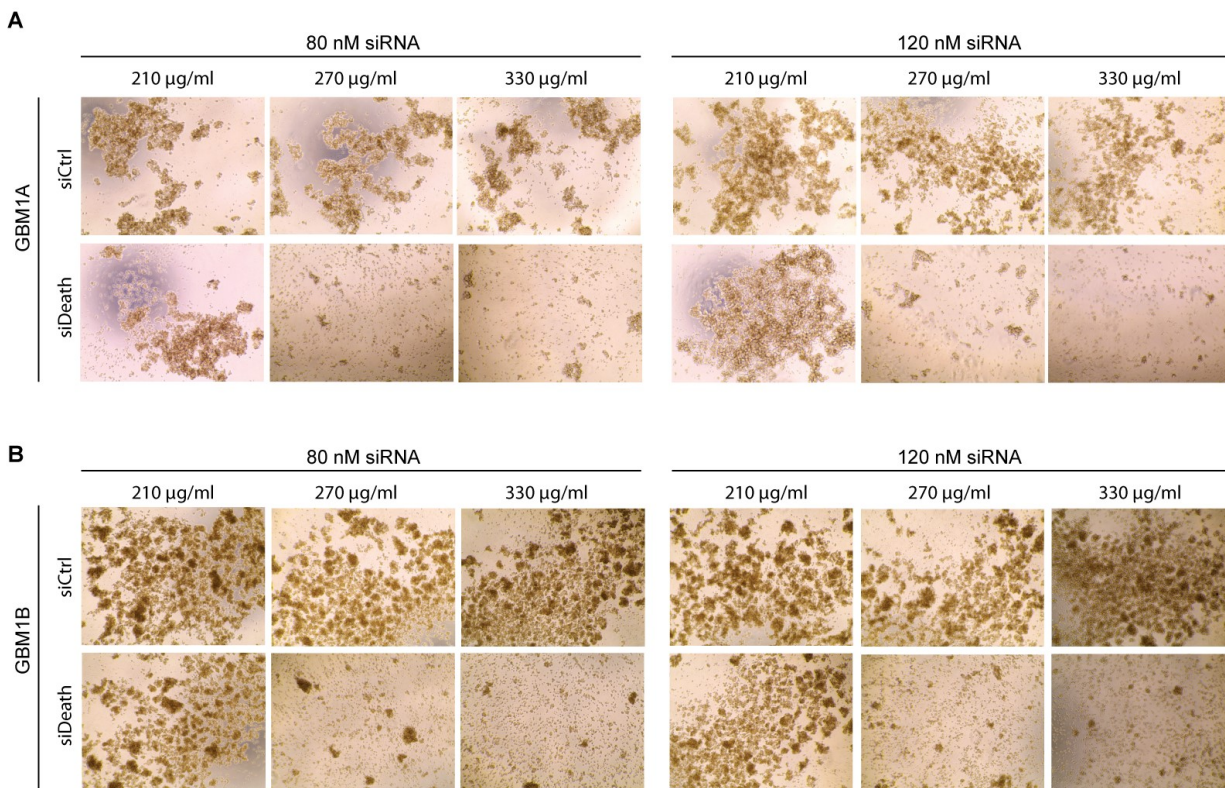 A
80 nM siRNA
120 nM siRNA
210 µg/ml
270 µg/ml
330 µg/ml
210 µg/ml
270 µg/ml
330 µg/ml
GBM1A
siCtrl
siDeath
B
80 nM siRNA
120 nM siRNA
210 µg/ml
270 µg/ml
330 µg/ml
210 µg/ml
270 µg/ml
330 µg/ml
GBM1B
siCtrl
siDeath